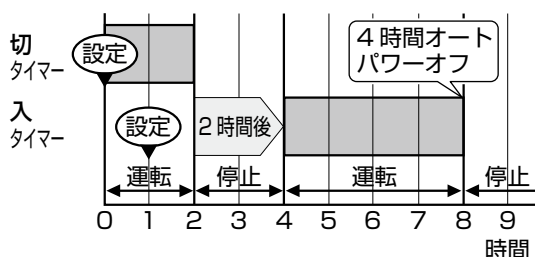 切
タイマー
設定
4時間オート
パワーオフ
入
タイマー
設定
2時間後
運転 停止 運転 停止
0 1 2 3 4 5 6 7 8 9
時間